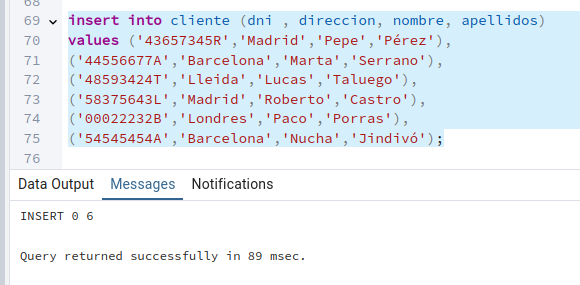 68
69 insert into cliente (dni , direccion, nombre, apellidos)
70 values ('43657345R','Madrid','Pepe','Pérez'),
71 ('44556677A','Barcelona','Marta','Serrano'),
72 ('48593424T','Lleida','Lucas','Taluego'),
73 ('58375643L','Madrid','Roberto','Castro'),
74 ('00022232B','Londres','Paco','Porras'),
75 ('54545454A','Barcelona','Nucha','Jindivó');
76
Data Output Messages Notifications
INSERT 0 6
Query returned successfully in 89 msec.